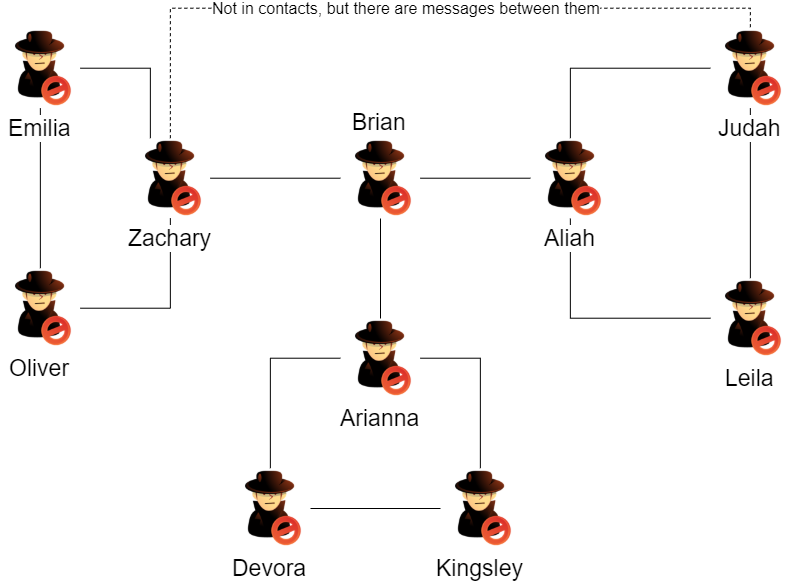 Not in contacts, but there are messages between them
Emilia
Brian
Judah
Zachary
Aliah
Oliver
Leila
Arianna
Devora
Kingsley